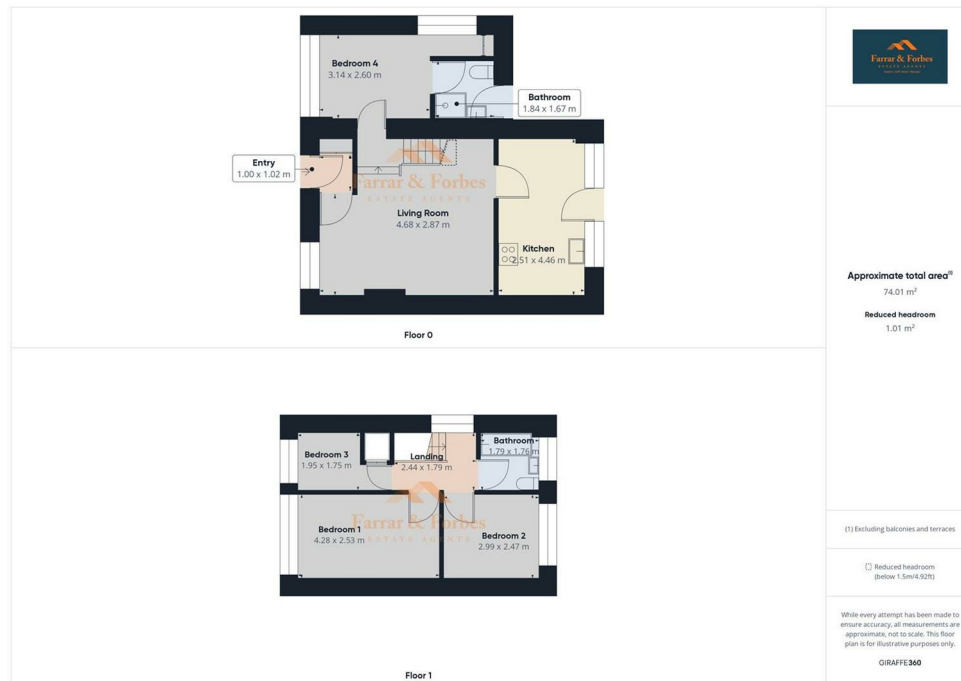 Bedroom 4
3.14 x 2.60 m
Bathroom
1.84 x 1.67 m
Entry
1.00 x 1.02 m
Farrar & Forbes
ESTATE AGENTS
Living Room
4.68 x 2.87 m
Kitchen
2.51 x 4.46 m
Floor 0
Bedroom 3
1.95 x 1.75 m
Landing
2.44 x 1.79 m
Bathroom
1.79 x 1.76 m
Farrar & Forbes
ESTATE AGENTS
Bedroom 1
4.28 x 2.53 m
Bedroom 2
2.99 x 2.47 m
Floor 1
Farrar & Forbes
ESTATE AGENTS
Approximate total area(1)
74.01 m²
Reduced headroom
1.01 m²
(1) Excluding balconies and terraces
Reduced headroom
(below 1.5m/4.92ft)
While every attempt has been made to
ensure accuracy, all measurements are
approximate, not to scale. This floor
plan is for illustrative purposes only.
GIRAFFE360